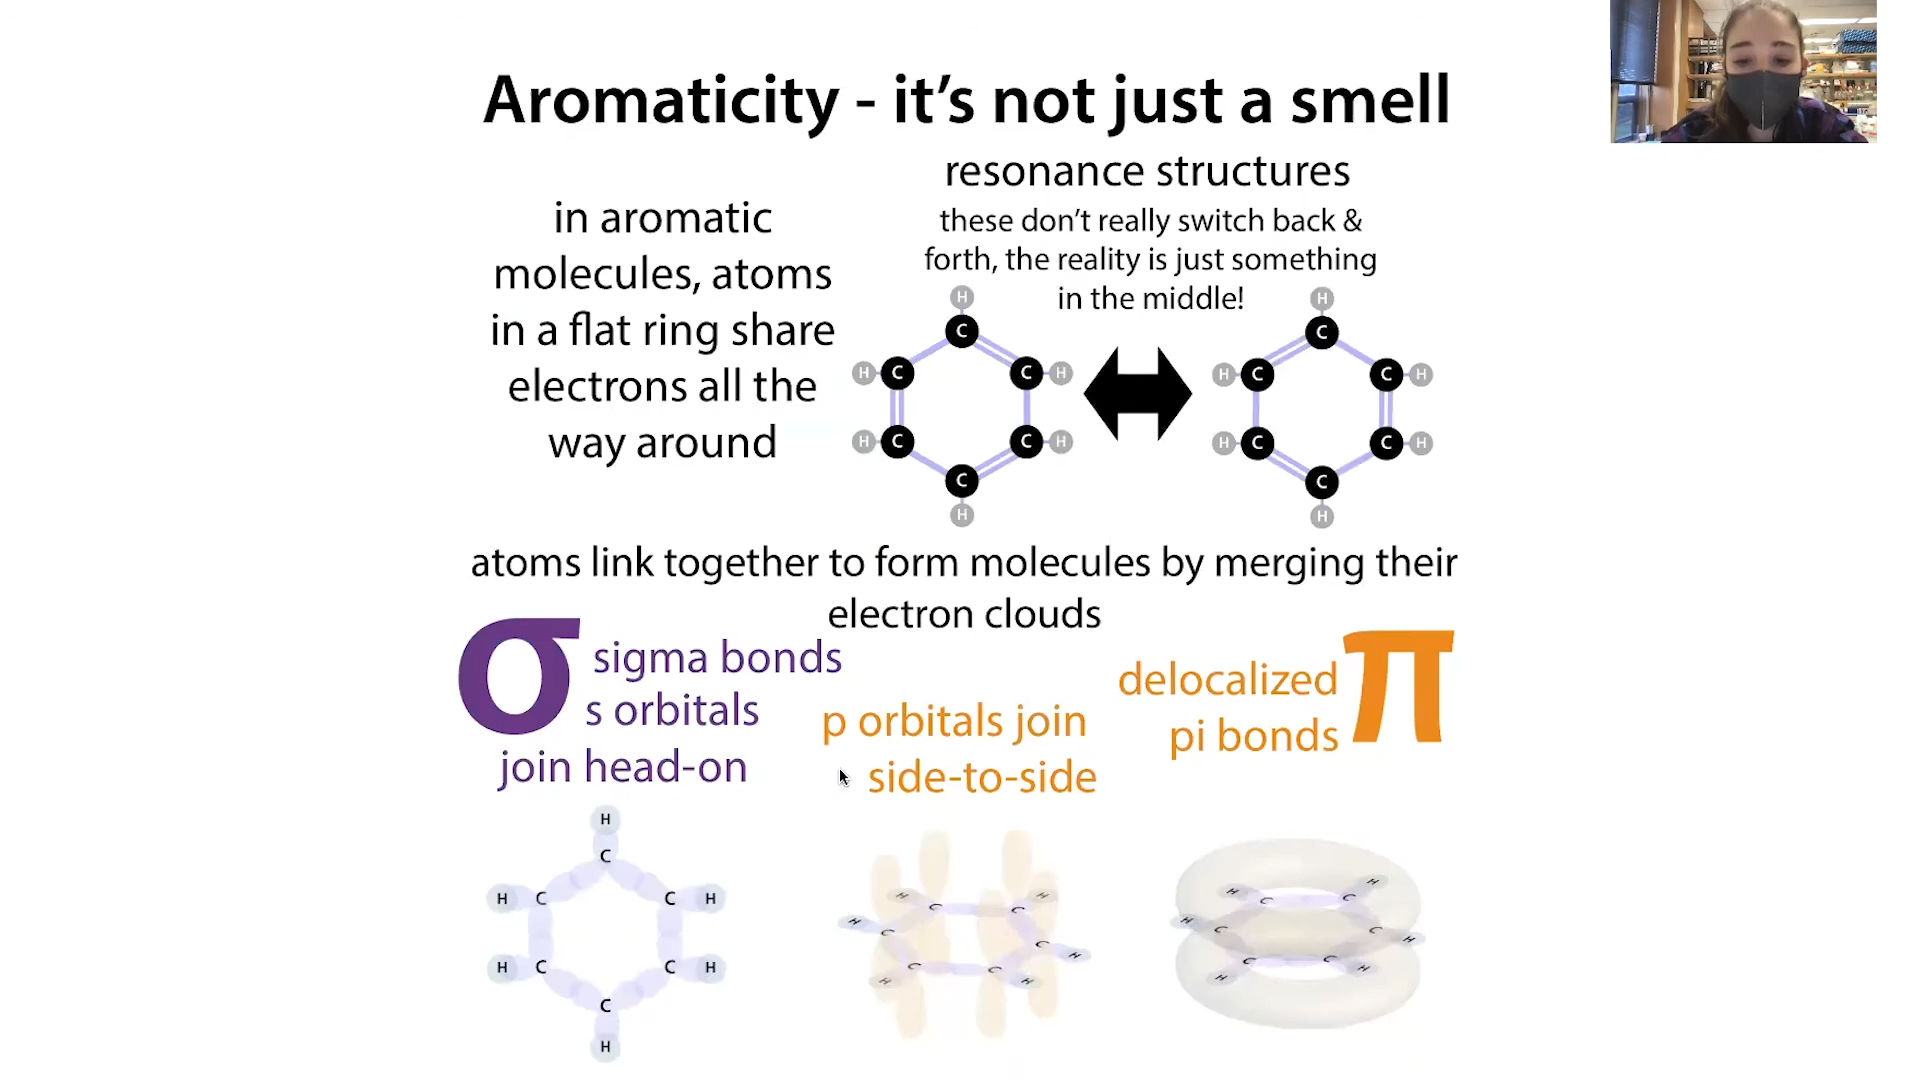 Aromaticity - it's not just a smell
in aromatic
molecules, atoms
in a flat ring share
electrons all the
way around
resonance structures
these don't really switch back &
forth, the reality is just something
in the middle!
H
C
H C
C H
H C
C H
C
H
H
C
H C
C H
H C
C H
C
H
atoms link together to form molecules by merging their
electron clouds
σ
sigma bonds
s orbitals
join head-on
p orbitals join
side-to-side
delocalized
pi bonds
π
H
C
H C
C H
H C
C H
C
H
H
H
C
C
H
C
C
H
C
C
H
H
H
H
C
C
H
C
C
H
C
C
H
H